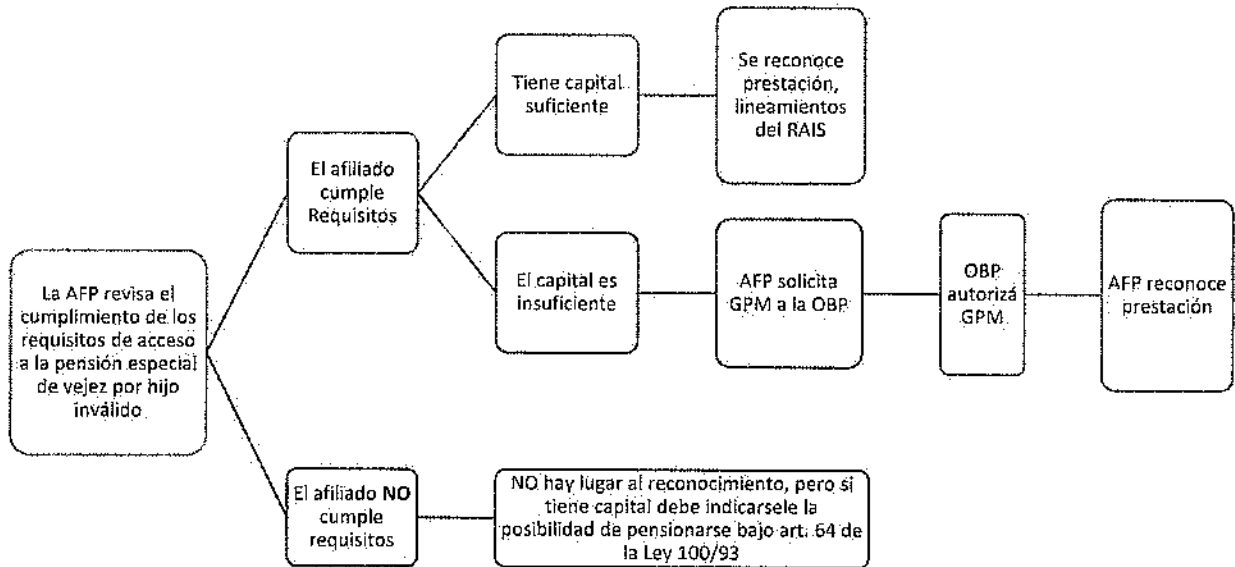 La AFP revisa el
cumplimiento de los
requisitos de acceso
a la pensión especial
de vejez por hijo
inválido
El afiliado
cumple
Requisitos
Tiene capital
suficiente
Se reconoce
prestación,
lineamientos
del RAIS
El capital es
insuficiente
AFP solicita
GPM a la OBP
OBP
autorizá
GPM
AFP reconoce
prestación
El afiliado NO
cumple
requisitos
NO hay lugar al reconocimiento, pero si
tiene capital debe indicarsele la
posibilidad de pensionarse bajo art. 64 de
la Ley 100/93